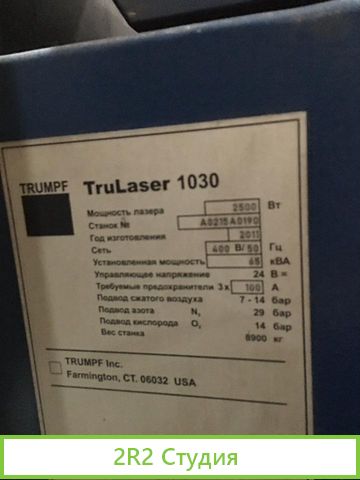 TRUMPF TruLaser 1030
Мощность лазера 2500 Вт
Станок № A0215A0190
Год изготовления 2013
Сеть 400 В/ 50 Гц
Установленная мощность 65 кВА
Управляющее напряжение 24 В =
Требуемые предохранители 3 x 100 А
Подвод сжатого воздуха 7 - 14 бар
Подвод азота N₂ 29 бар
Подвод кислорода O₂ 14 бар
Вес станка 8900 кг
TRUMPF Inc.
Farmington, CT. 06032 USA
2R2 Студия